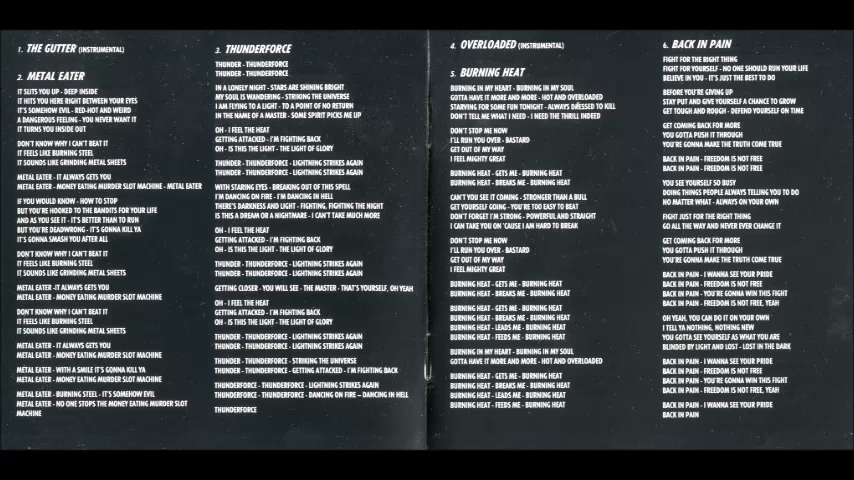 1. THE GUTTER (INSTRUMENTAL)
2. METAL EATER
IT SLITS YOU UP - DEEP INSIDE
IT HITS YOU HERE RIGHT BETWEEN YOUR EYES
IT'S SOMEHOW EVIL - RED-HOT AND WEIRD
A DANGEROUS FEELING - YOU NEVER WANT IT
IT TURNS YOU INSIDE OUT
DON'T KNOW WHY I CAN'T BEAT IT
IT FEELS LIKE BURNING STEEL
IT SOUNDS LIKE GRINDING METAL SHEETS
METAL EATER - IT ALWAYS GETS YOU
METAL EATER - MONEY EATING MURDER SLOT MACHINE - METAL EATER
IF YOU WOULD KNOW - HOW TO STOP
BUT YOU'RE HOOKED TO THE BANDITS FOR YOUR LIFE
AND AS YOU SEE IT - IT'S BETTER THAN TO RUN
BUT YOU'RE DEADWRONG - IT'S GONNA KILL YA
IT'S GONNA SMASH YOU AFTER ALL
DON'T KNOW WHY I CAN'T BEAT IT
IT FEELS LIKE BURNING STEEL
IT SOUNDS LIKE GRINDING METAL SHEETS
METAL EATER -IT ALWAYS GETS YOU
METAL EATER - MONEY EATING MURDER SLOT MACHINE
DON'T KNOW WHY I CAN'T BEAT IT
IT FEELS LIKE BURNING STEEL
IT SOUNDS LIKE GRINDING METAL SHEETS
METAL EATER - IT ALWAYS GETS YOU
METAL EATER - MONEY EATING MURDER SLOT MACHINE
METAL EATER - WITH A SMILE IT'S GONNA KILL YA
METAL EATER - MONEY EATING MURDER SLOT MACHINE
METAL EATER - BURNING STEEL - IT'S SOMEHOW EVIL
METAL EATER - NO ONE STOPS THE MONEY EATING MURDER SLOT
MACHINE
3. THUNDERFORCE
THUNDER - THUNDERFORCE
THUNDER - THUNDERFORCE
IN A LONELY NIGHT - STARS ARE SHINING BRIGHT
MY SOUL IS WANDERING - STRIKING THE UNIVERSE
I AM FLYING TO A LIGHT - TO A POINT OF NO RETURN
IN THE NAME OF A MASTER - SOME SPIRIT PICKS ME UP
OH - I FEEL THE HEAT
GETTING ATTACKED - I'M FIGHTING BACK
OH - IS THIS THE LIGHT - THE LIGHT OF GLORY
THUNDER - THUNDERFORCE - LIGHTNING STRIKES AGAIN
THUNDER - THUNDERFORCE - LIGHTNING STRIKES AGAIN
WITH STARING EYES - BREAKING OUT OF THIS SPELL
I'M DANCING ON FIRE - I'M DANCING IN HELL
THERE'S DARKNESS AND LIGHT - FIGHTING, FIGHTING THE NIGHT
IS THIS A DREAM OR A NIGHTMARE - I CAN'T TAKE MUCH MORE
OH - I FEEL THE HEAT
GETTING ATTACKED - I'M FIGHTING BACK
OH - IS THIS THE LIGHT - THE LIGHT OF GLORY
THUNDER - THUNDERFORCE - LIGHTNING STRIKES AGAIN
THUNDER - THUNDERFORCE - LIGHTNING STRIKES AGAIN
GETTING CLOSER - YOU WILL SEE - THE MASTER - THAT'S YOURSELF, OH YEAH
OH - I FEEL THE HEAT
GETTING ATTACKED - I'M FIGHTING BACK
OH - IS THIS THE LIGHT - THE LIGHT OF GLORY
THUNDER - THUNDERFORCE - LIGHTNING STRIKES AGAIN
THUNDER - THUNDERFORCE - LIGHTNING STRIKES AGAIN
THUNDER - THUNDERFORCE - STRIKING THE UNIVERSE
THUNDER - THUNDERFORCE - GETTING ATTACKED - I'M FIGHTING BACK
THUNDERFORCE - THUNDERFORCE - LIGHTNING STRIKES AGAIN
THUNDERFORCE - THUNDERFORCE - DANCING ON FIRE – DANCING IN HELL
THUNDERFORCE
4. OVERLOADED (INSTRUMENTAL)
5. BURNING HEAT
BURNING IN MY HEART - BURNING IN MY SOUL
GOTTA HAVE IT MORE AND MORE - HOT AND OVERLOADED
STARVING FOR SOME FUN TONIGHT - ALWAYS DRESSED TO KILL
DON'T TELL ME WHAT I NEED - I NEED THE THRILL INDEED
DON'T STOP ME NOW
I'LL RUN YOU OVER - BASTARD
GET OUT OF MY WAY
I FEEL MIGHTY GREAT
BURNING HEAT - GETS ME - BURNING HEAT
BURNING HEAT - BREAKS ME - BURNING HEAT
CAN'T YOU SEE IT COMING - STRONGER THAN A BULL
GET YOURSELF GOING - YOU'RE TOO EASY TO BEAT
DON'T FORGET I'M STRONG - POWERFUL AND STRAIGHT
I CAN TAKE YOU ON 'CAUSE I AM HARD TO BREAK
DON'T STOP ME NOW
I'LL RUN YOU OVER - BASTARD
GET OUT OF MY WAY
I FEEL MIGHTY GREAT
BURNING HEAT - GETS ME - BURNING HEAT
BURNING HEAT - BREAKS ME - BURNING HEAT
BURNING HEAT - GETS ME - BURNING HEAT
BURNING HEAT - BREAKS ME - BURNING HEAT
BURNING HEAT - LEADS ME - BURNING HEAT
BURNING HEAT - FEEDS ME - BURNING HEAT
BURNING IN MY HEART - BURNING IN MY SOUL
GOTTA HAVE IT MORE AND MORE - HOT AND OVERLOADED
BURNING HEAT - GETS ME - BURNING HEAT
BURNING HEAT - BREAKS ME - BURNING HEAT
BURNING HEAT - LEADS ME - BURNING HEAT
BURNING HEAT - FEEDS ME - BURNING HEAT
6. BACK IN PAIN
FIGHT FOR THE RIGHT THING
FIGHT FOR YOURSELF - NO ONE SHOULD RUN YOUR LIFE
BELIEVE IN YOU - IT'S JUST THE BEST TO DO
BEFORE YOU'RE GIVING UP
STAY PUT AND GIVE YOURSELF A CHANCE TO GROW
GET TOUGH AND ROUGH - DEFEND YOURSELF ON TIME
GET COMING BACK FOR MORE
YOU GOTTA PUSH IT THROUGH
YOU'RE GONNA MAKE THE TRUTH COME TRUE
BACK IN PAIN - FREEDOM IS NOT FREE
BACK IN PAIN - FREEDOM IS NOT FREE
YOU SEE YOURSELF SO BUSY
DOING THINGS PEOPLE ALWAYS TELLING YOU TO DO
NO MATTER WHAT - ALWAYS ON YOUR OWN
FIGHT JUST FOR THE RIGHT THING
GO ALL THE WAY AND NEVER EVER CHANGE IT
GET COMING BACK FOR MORE
YOU GOTTA PUSH IT THROUGH
YOU'RE GONNA MAKE THE TRUTH COME TRUE
BACK IN PAIN - I WANNA SEE YOUR PRIDE
BACK IN PAIN - FREEDOM IS NOT FREE
BACK IN PAIN - YOU'RE GONNA WIN THIS FIGHT
BACK IN PAIN - FREEDOM IS NOT FREE, YEAH
OH YEAH, YOU CAN DO IT ON YOUR OWN
I TELL YA NOTHING, NOTHING NEW
YOU GOTTA SEE YOURSELF AS WHAT YOU ARE
BLINDED BY LIGHT AND LOST - LOST IN THE DARK
BACK IN PAIN - I WANNA SEE YOUR PRIDE
BACK IN PAIN - FREEDOM IS NOT FREE
BACK IN PAIN - YOU'RE GONNA WIN THIS FIGHT
BACK IN PAIN - FREEDOM IS NOT FREE, YEAH
BACK IN PAIN - I WANNA SEE YOUR PRIDE
BACK IN PAIN